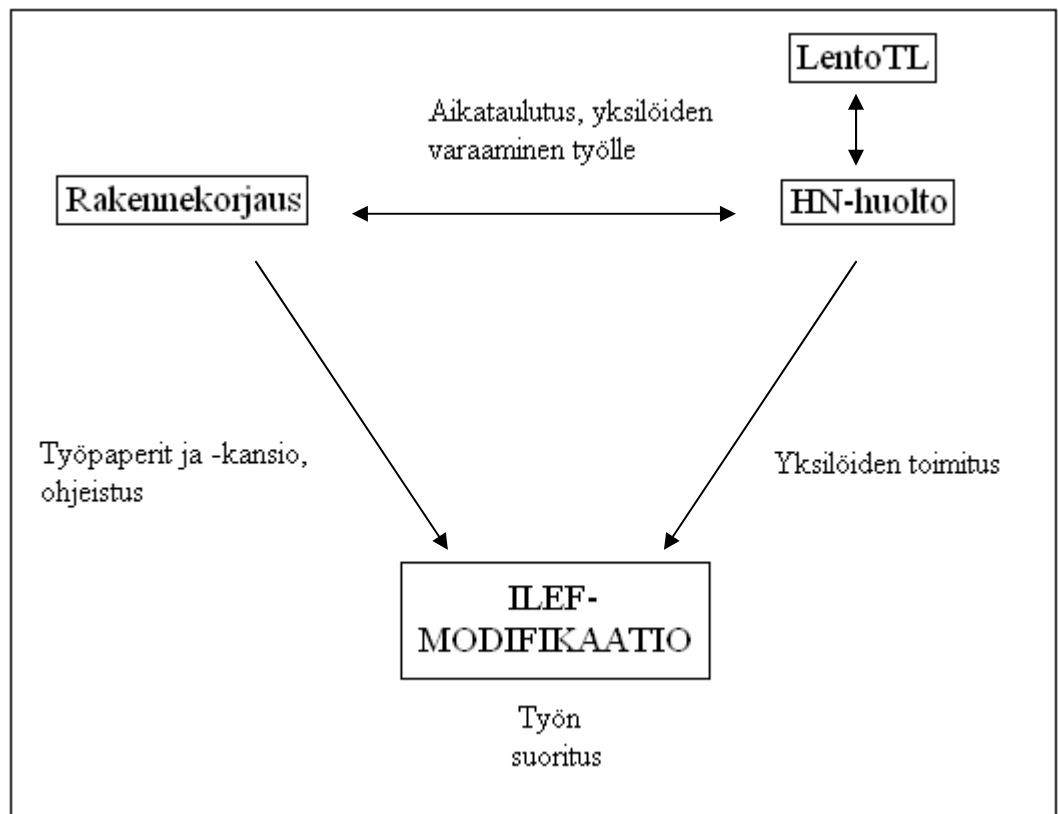 LentoTL
Aikataulutus, yksilöiden
varaaminen työlle
Rakennekorjaus
HN-huolto
Työpaperit ja -kansio,
ohjeistus
Yksilöiden toimitus
ILEF-
MODIFIKAATIO
Työn
suoritus